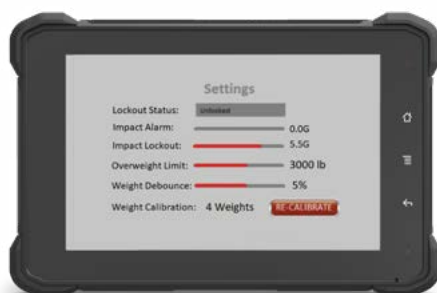 Settings
Lockout Status: Unlocked
Impact Alarm: 0.0G
Impact Lockout: 5.5G
Overweight Limit: 3000 lb
Weight Debounce: 5%
Weight Calibration: 4 Weights RE-CALIBRATE